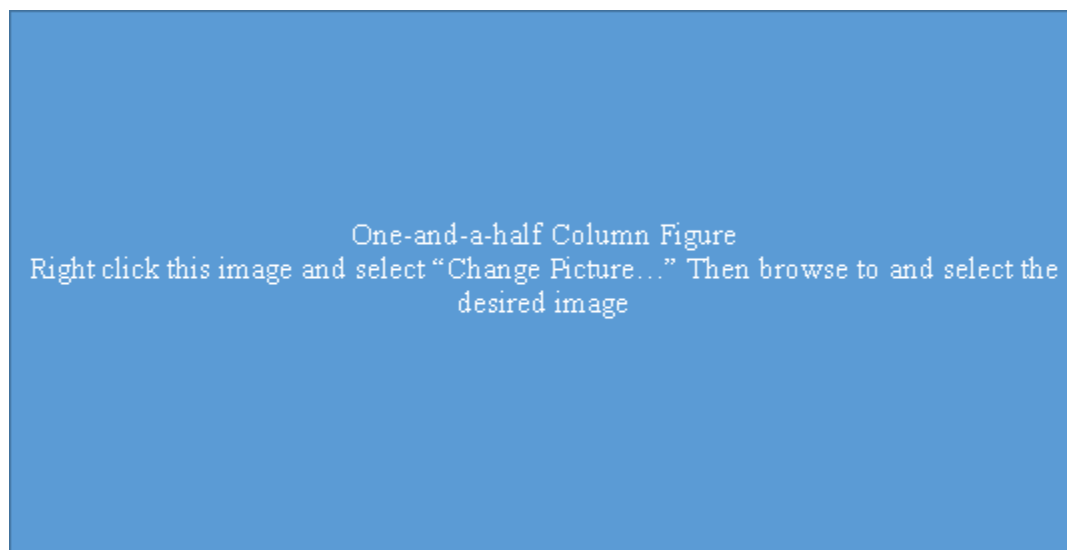 One-and-a-half Column Figure
Right click this image and select “Change Picture…” Then browse to and select the
desired image